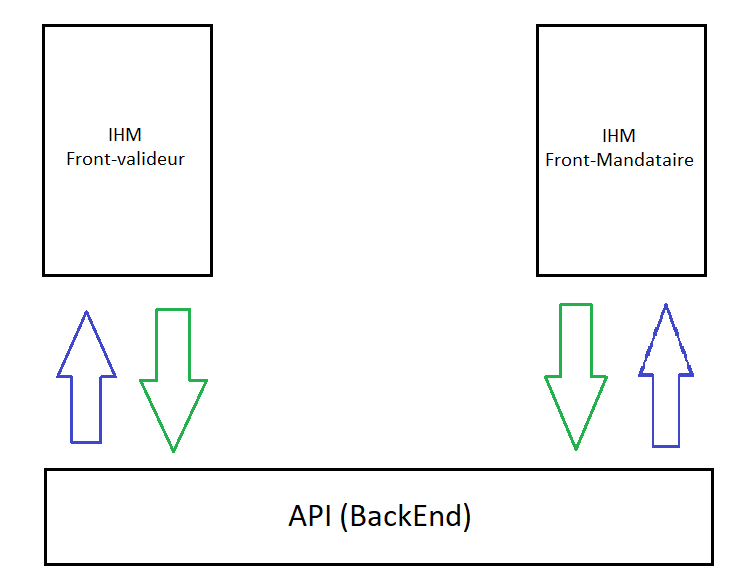 IHM
Front-valideur
IHM
Front-Mandataire
API (BackEnd)